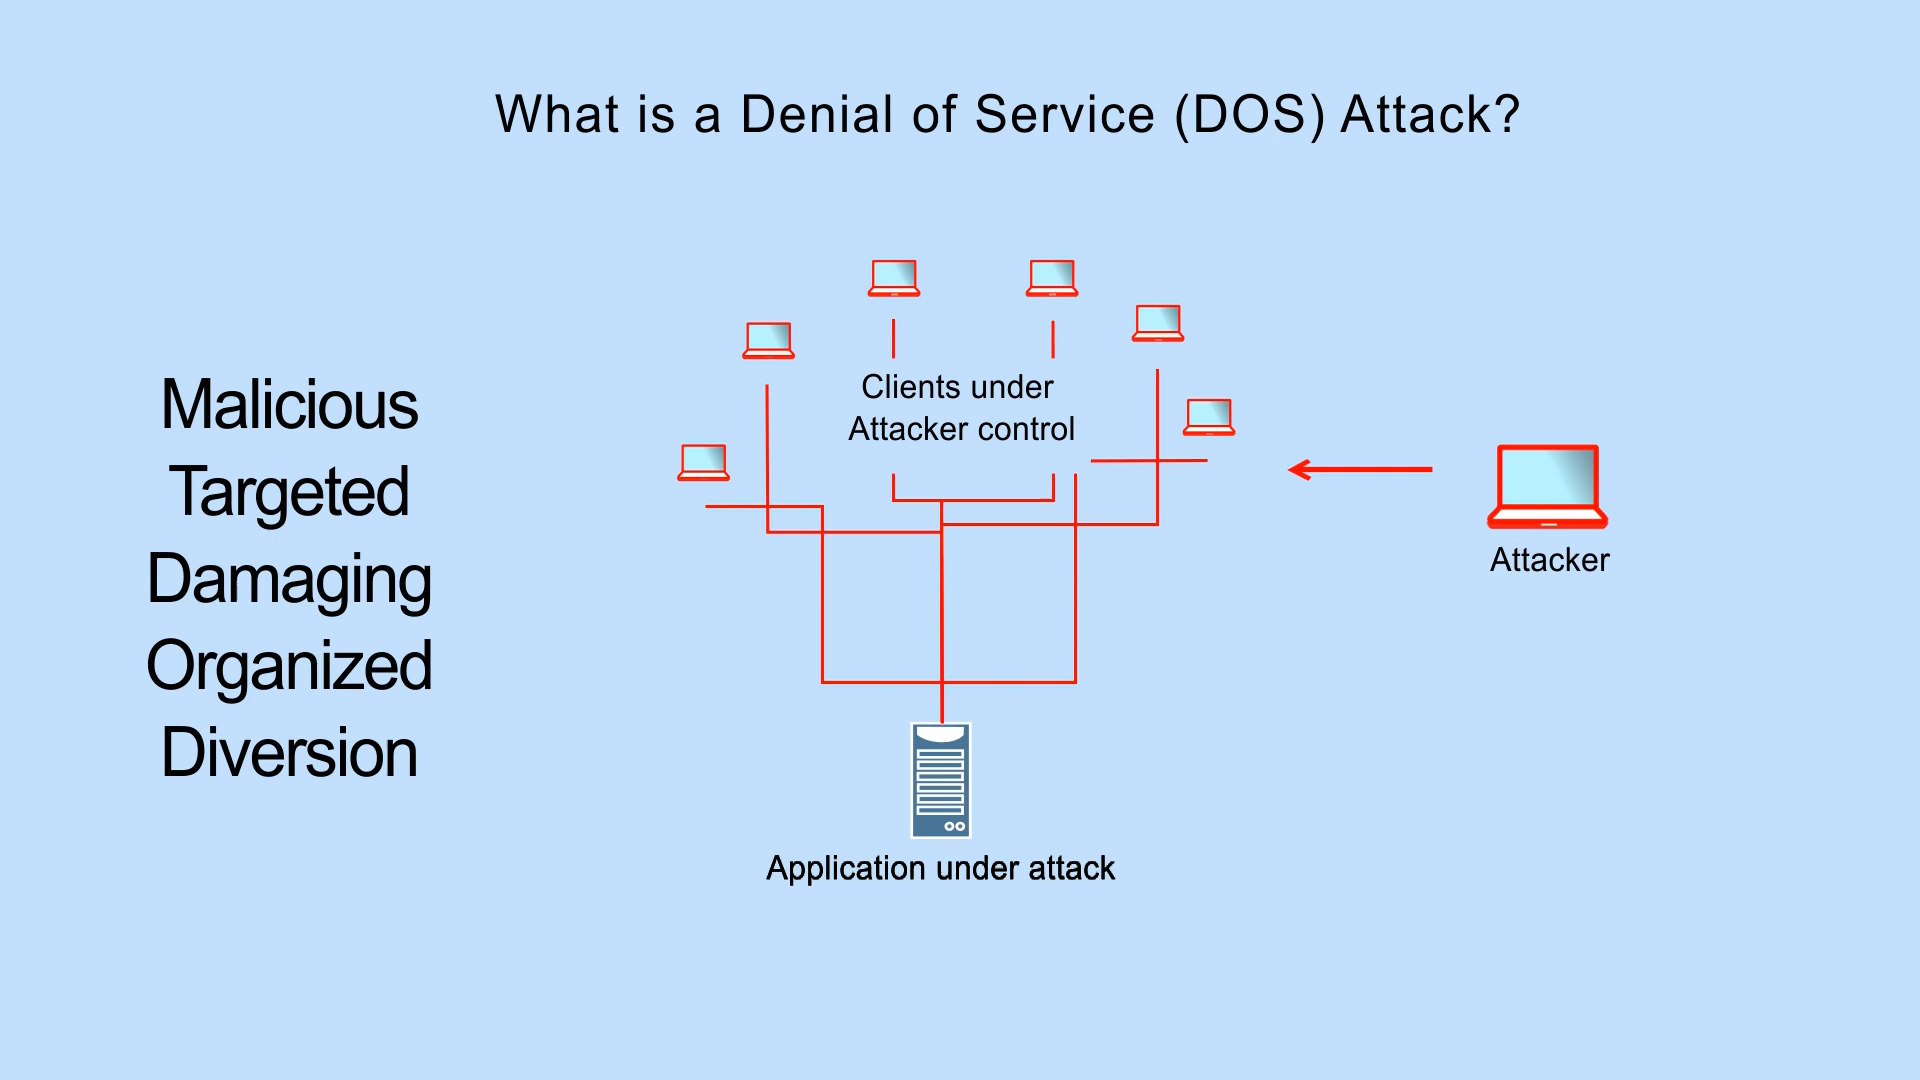 What is a Denial of Service (DOS) Attack?
Malicious
Targeted
Damaging
Organized
Diversion
Clients under
Attacker control
Attacker
Application under attack